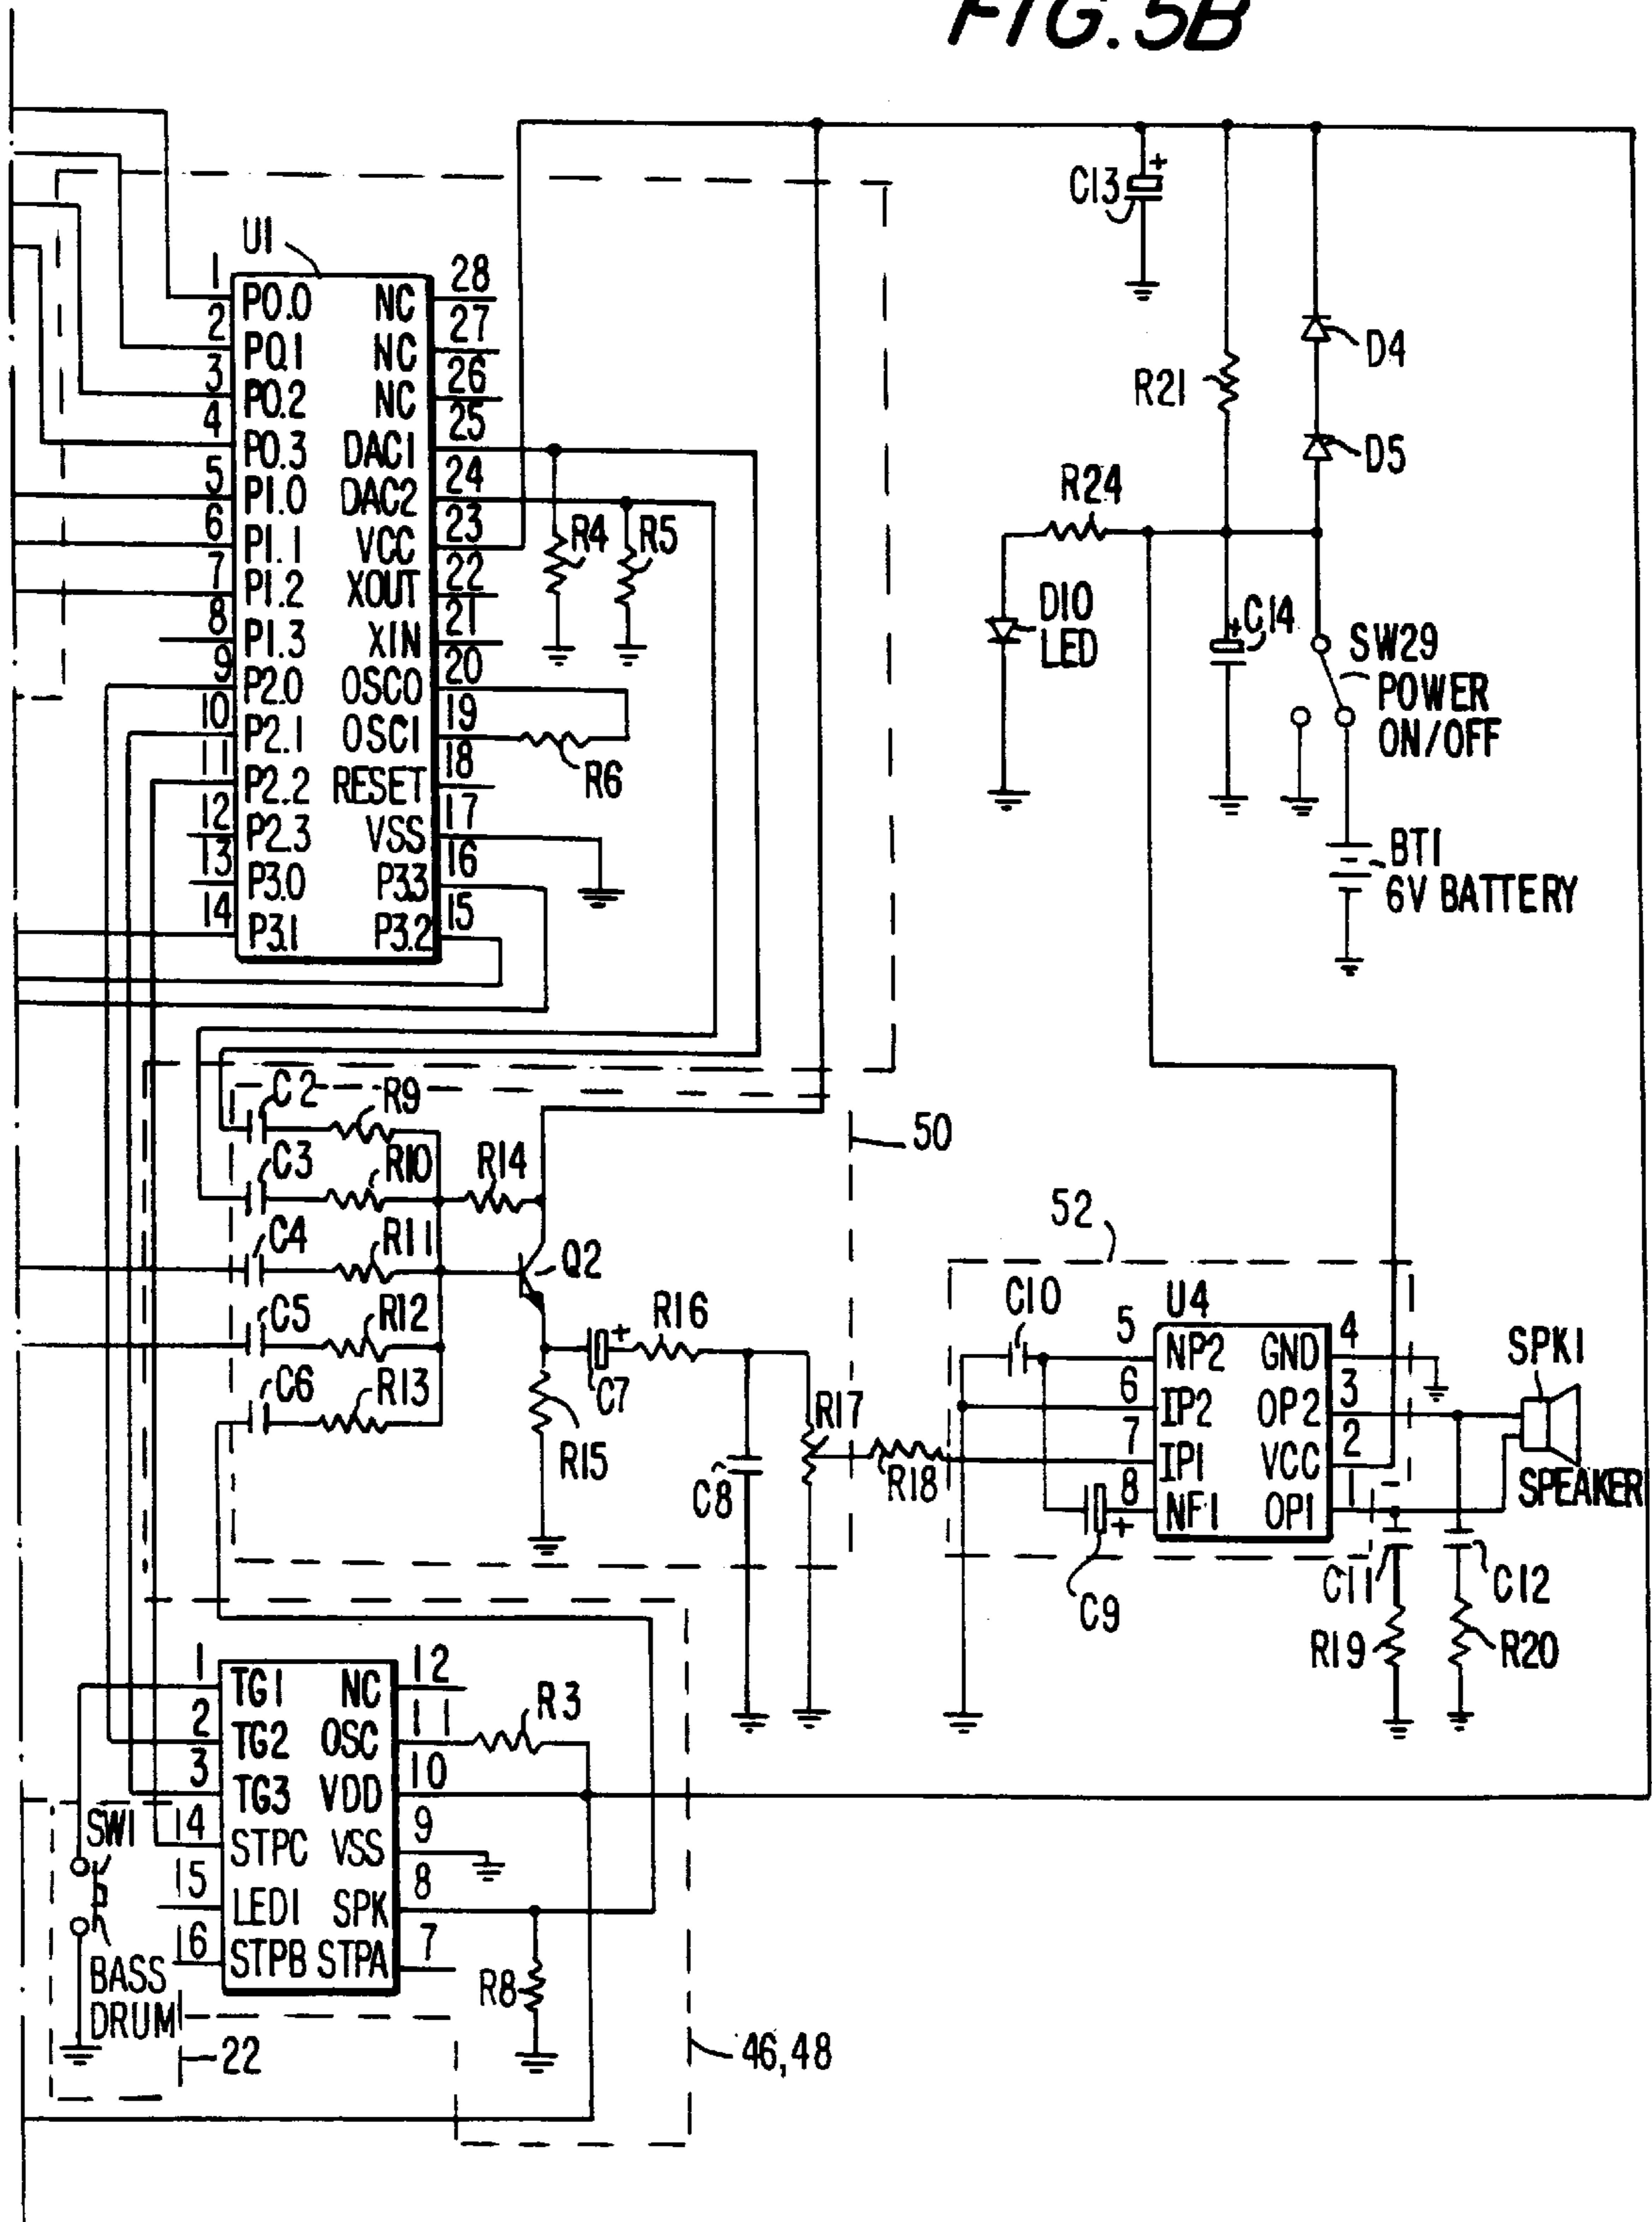 FIG. 5B
U1
1 P0.0 NC 28
2 P0.1 NC 27
3 P0.2 NC 26
4 P0.3 DAC1 25
5 P1.0 DAC2 24
6 P1.1 VCC 23
7 P1.2 XOUT 22
8 P1.3 XIN 21
9 P2.0 OSCO 20
10 P2.1 OSC1 19
11 P2.2 RESET 18
12 P2.3 VSS 17
13 P3.0 P3.3 16
14 P3.1 P3.2 15
R4
R5
R6
C13
R21
D4
D5
R24
D10
LED
C14
SW29
POWER
ON/OFF
BT1
6V BATTERY
C2
R9
C3
R10
R14
C4
R11
Q2
C5
R12
R16
C6
R13
C7
R15
50
C8
R17
R18
52
C10
U4
5 NP2 GND 4
6 IP2 OP2 3
7 IP1 VCC 2
8 NF1 OP1 1
C9
SPK1
SPEAKER
C11
C12
R19
R20
1 TG1 NC 12
2 TG2 OSC 11
3 TG3 VDD 10
4 STPC VSS 9
5 LED1 SPK 8
6 STPB STPA 7
R3
SW1
BASS
DRUM
22
R8
46,48